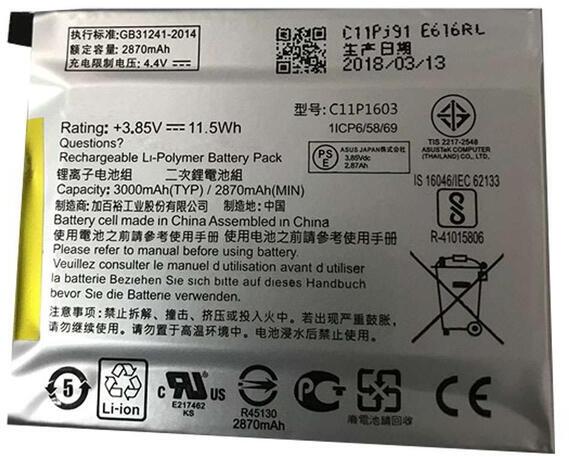 执行标准:GB31241-2014
额定容量: 2870mAh
充电限制电压: 4.4V⎓
C11Pj91 E616RL
生产日期
2018/03/13
型号: C11P1603
1ICP6/58/69
Rating: +3.85V ⎓ 11.5Wh
Questions?
Rechargeable Li-Polymer Battery Pack
锂离子电池组 二次鋰電池組
Capacity: 3000mAh(TYP) / 2870mAh(MIN)
制造商: 加百裕工业股份有限公司 制造地: 中国
Battery cell made in China Assembled in China
使用電池之前請參考使用手册 使用电池之前请参考使用手册
Please refer to manual before using battery.
Veuillez consulter le manuel d utilisation avant d utiliser
la batterie Beziehen Sie sich bitte auf dieses Handbuch
bevor Sie Batterie verwenden.
注意事项: 禁止拆解、撞击、挤压或投入火中。若出现严重鼓胀,
请勿继续使用。请勿置于高温环境中。电池浸水后禁止使用。
PS
E
ASUS JAPAN株式会社
3.85Vdc
2.87Ah
TIS 2217-2548
ASUSTeK COMPUTER
(THAILAND) CO., LTD.
IS 16046/IEC 62133
R-41015806
5
Li-ion
c RU US
E217462
KS
R45130
2870mAh
廢電池請回收
CE